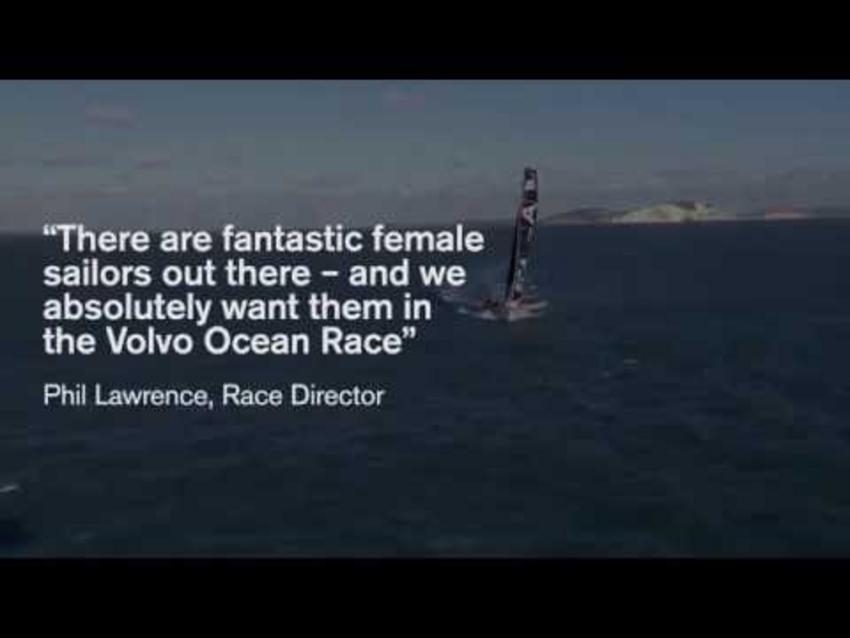 “There are fantastic female
sailors out there – and we
absolutely want them in
the Volvo Ocean Race”
Phil Lawrence, Race Director